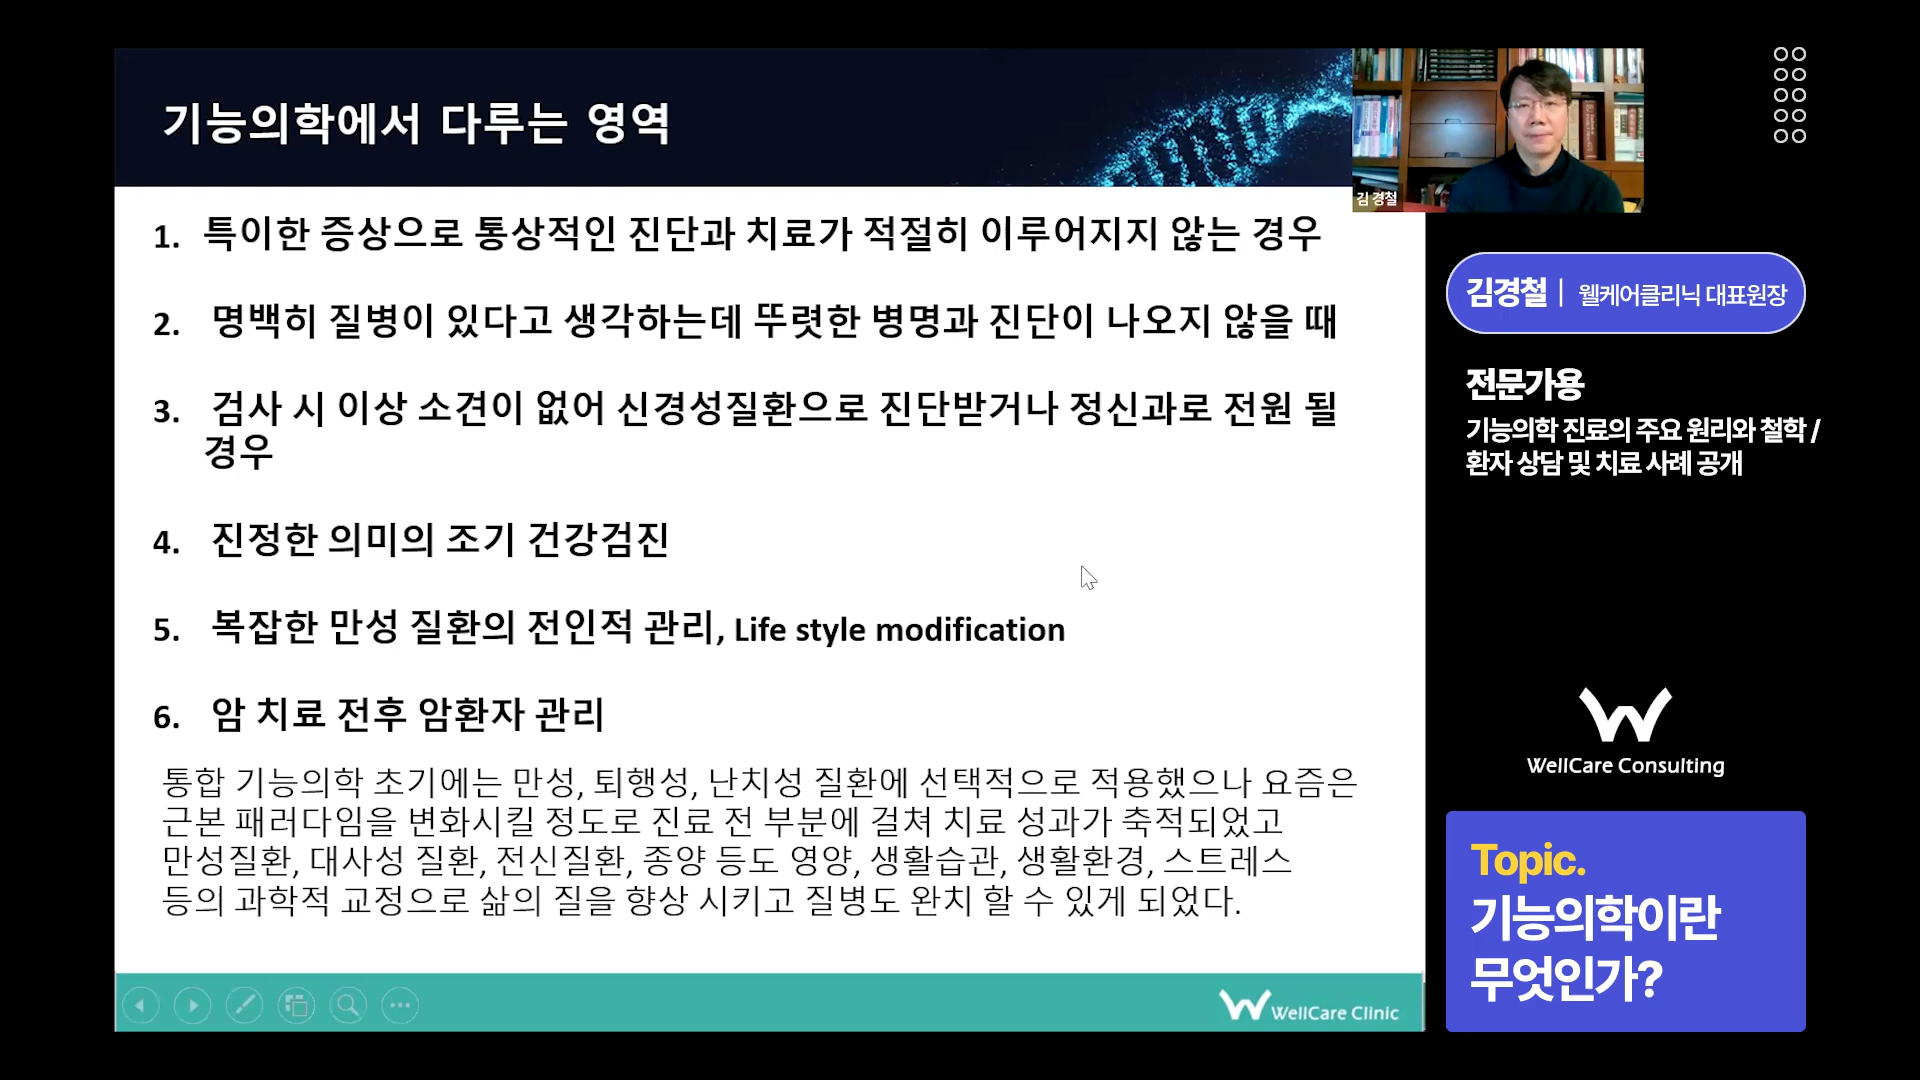 기능의학에서 다루는 영역
1. 특이한 증상으로 통상적인 진단과 치료가 적절히 이루어지지 않는 경우
2. 명백히 질병이 있다고 생각하는데 뚜렷한 병명과 진단이 나오지 않을 때
3. 검사 시 이상 소견이 없어 신경성질환으로 진단받거나 정신과로 전원 될
경우
4. 진정한 의미의 조기 건강검진
5. 복잡한 만성 질환의 전인적 관리, Life style modification
6. 암 치료 전후 암환자 관리
통합 기능의학 초기에는 만성, 퇴행성, 난치성 질환에 선택적으로 적용했으나 요즘은
근본 패러다임을 변화시킬 정도로 진료 전 부분에 걸쳐 치료 성과가 축적되었고
만성질환, 대사성 질환, 전신질환, 종양 등도 영양, 생활습관, 생활환경, 스트레스
등의 과학적 교정으로 삶의 질을 향상 시키고 질병도 완치 할 수 있게 되었다.
WellCare Clinic
김 경철
김경철 | 웰케어클리닉 대표원장
전문가용
기능의학 진료의 주요 원리와 철학 /
환자 상담 및 치료 사례 공개
WellCare Consulting
Topic.
기능의학이란
무엇인가?